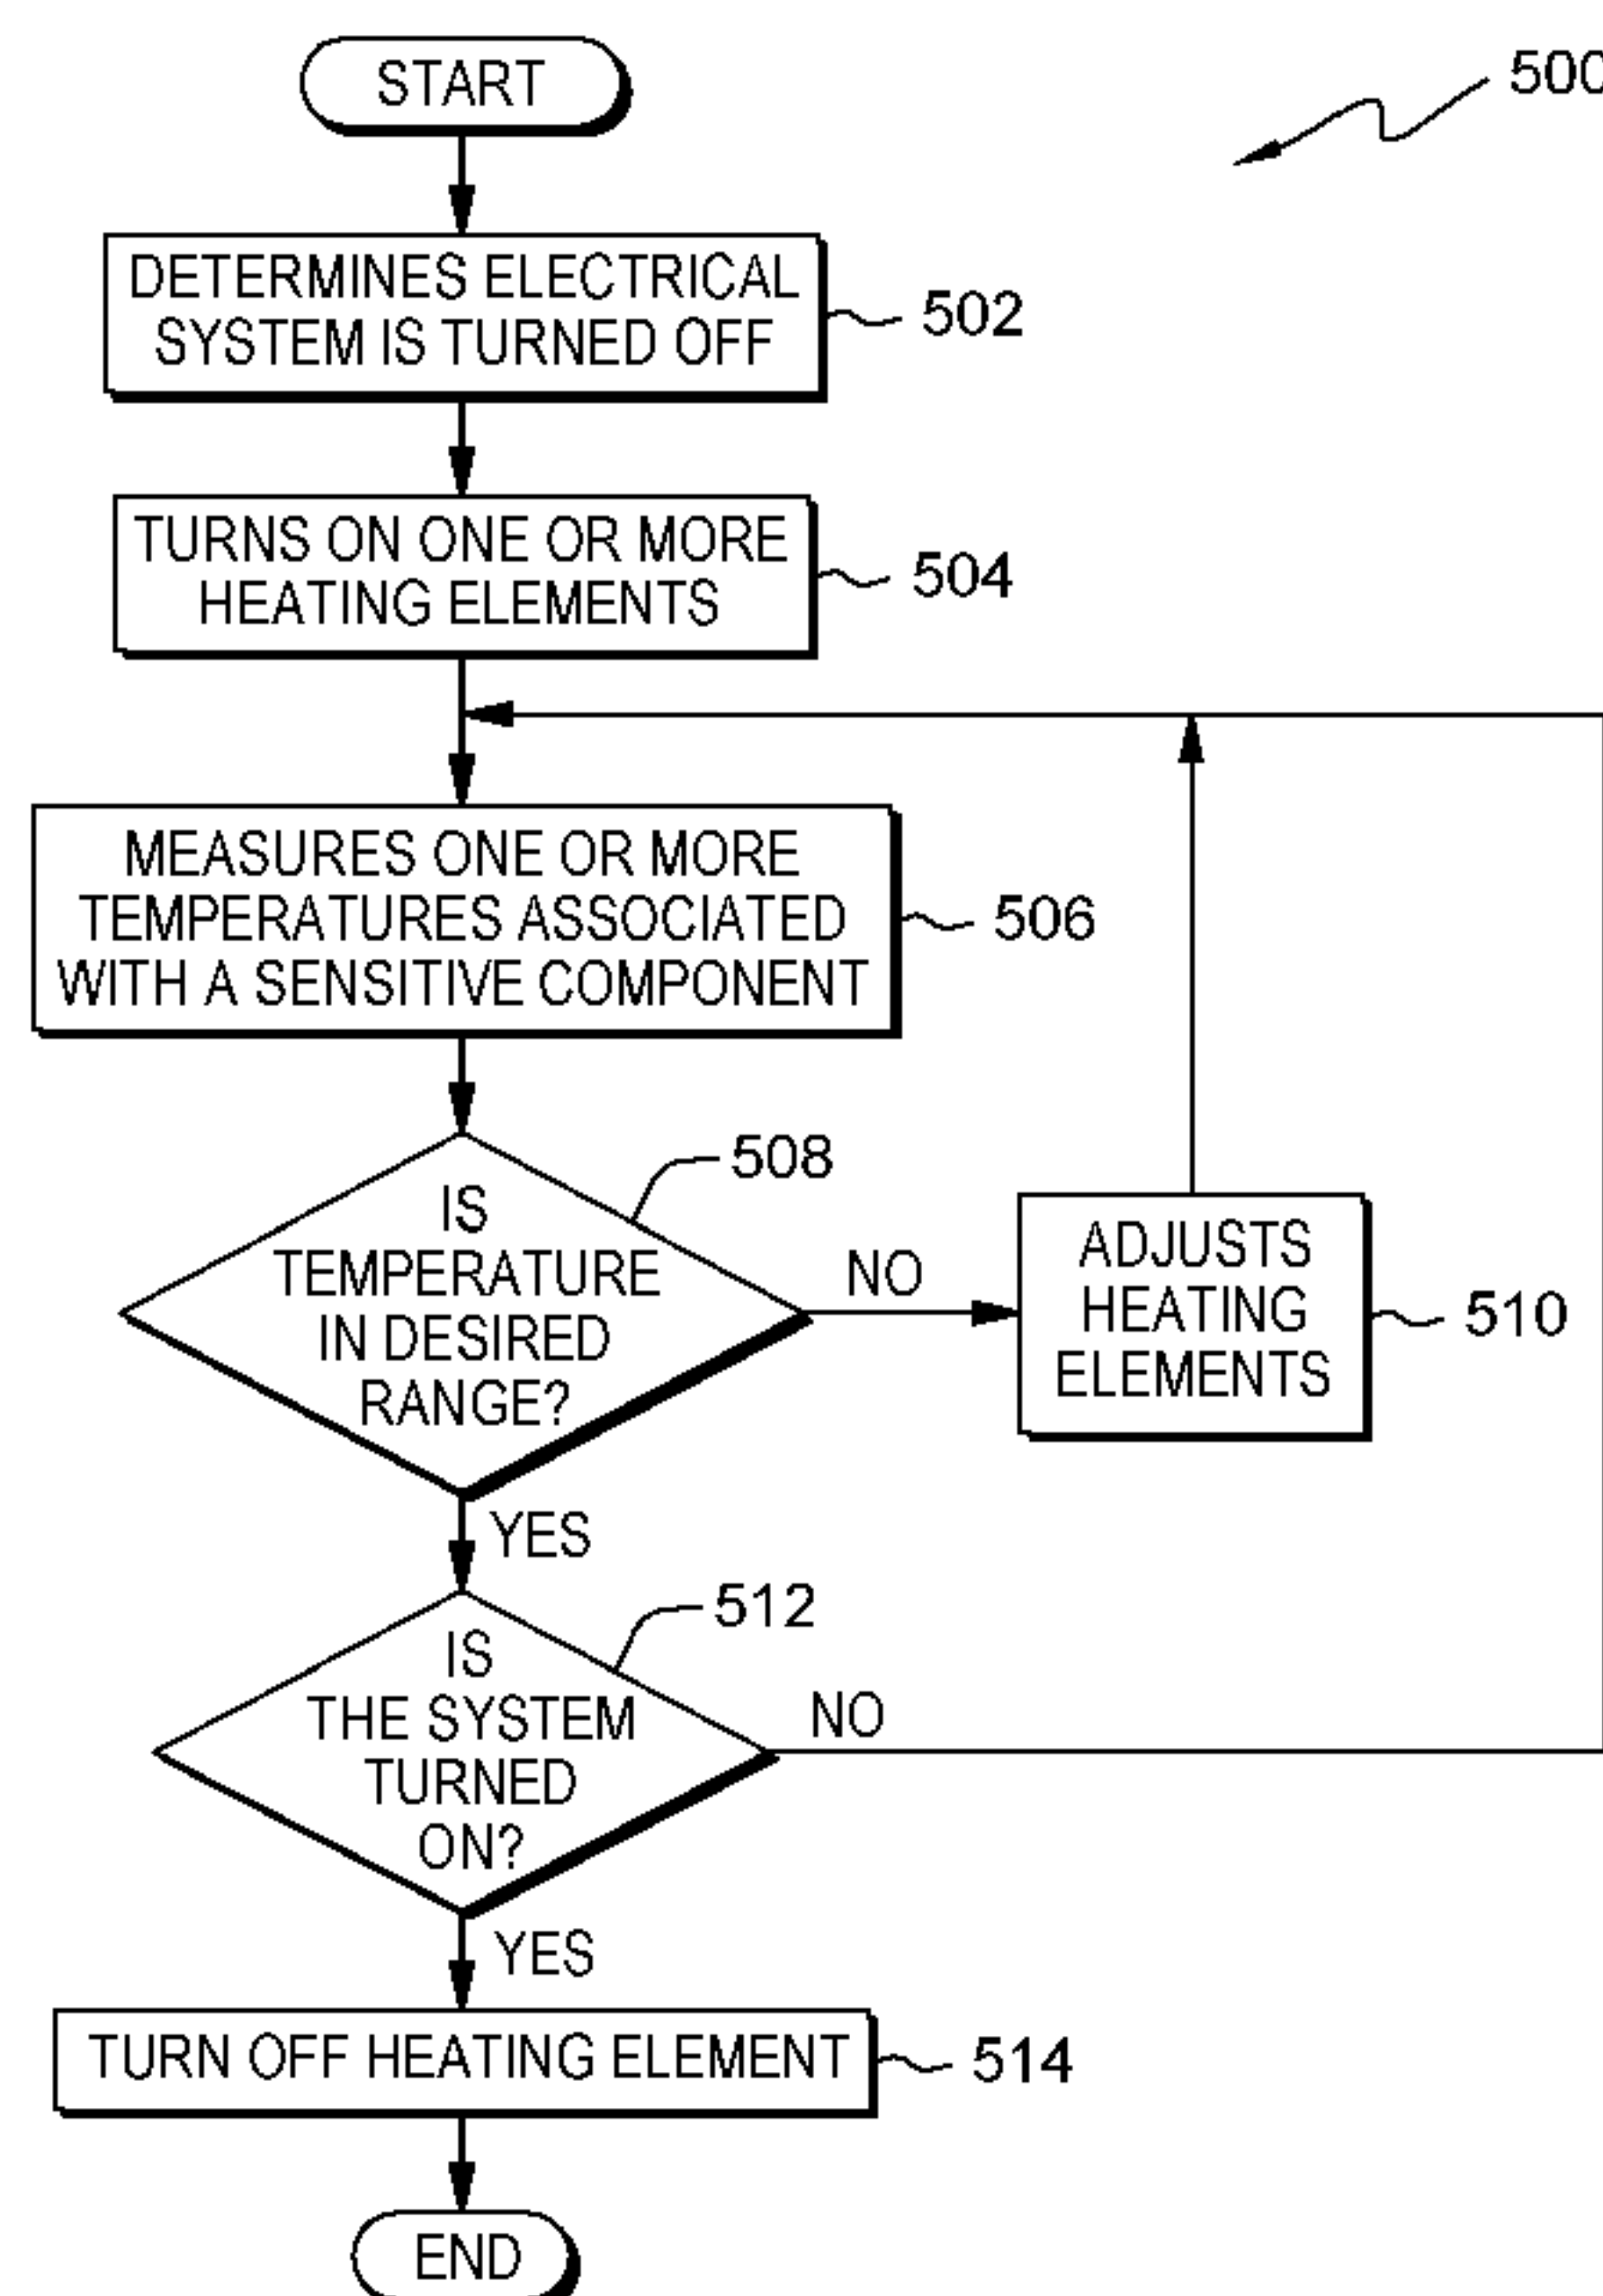 START
500
DETERMINES ELECTRICAL
SYSTEM IS TURNED OFF
502
TURNS ON ONE OR MORE
HEATING ELEMENTS
504
MEASURES ONE OR MORE
TEMPERATURES ASSOCIATED
WITH A SENSITIVE COMPONENT
506
508
IS
TEMPERATURE
IN DESIRED
RANGE?
NO
ADJUSTS
HEATING
ELEMENTS
510
YES
512
IS
THE SYSTEM
TURNED
ON?
NO
YES
TURN OFF HEATING ELEMENT
514
END